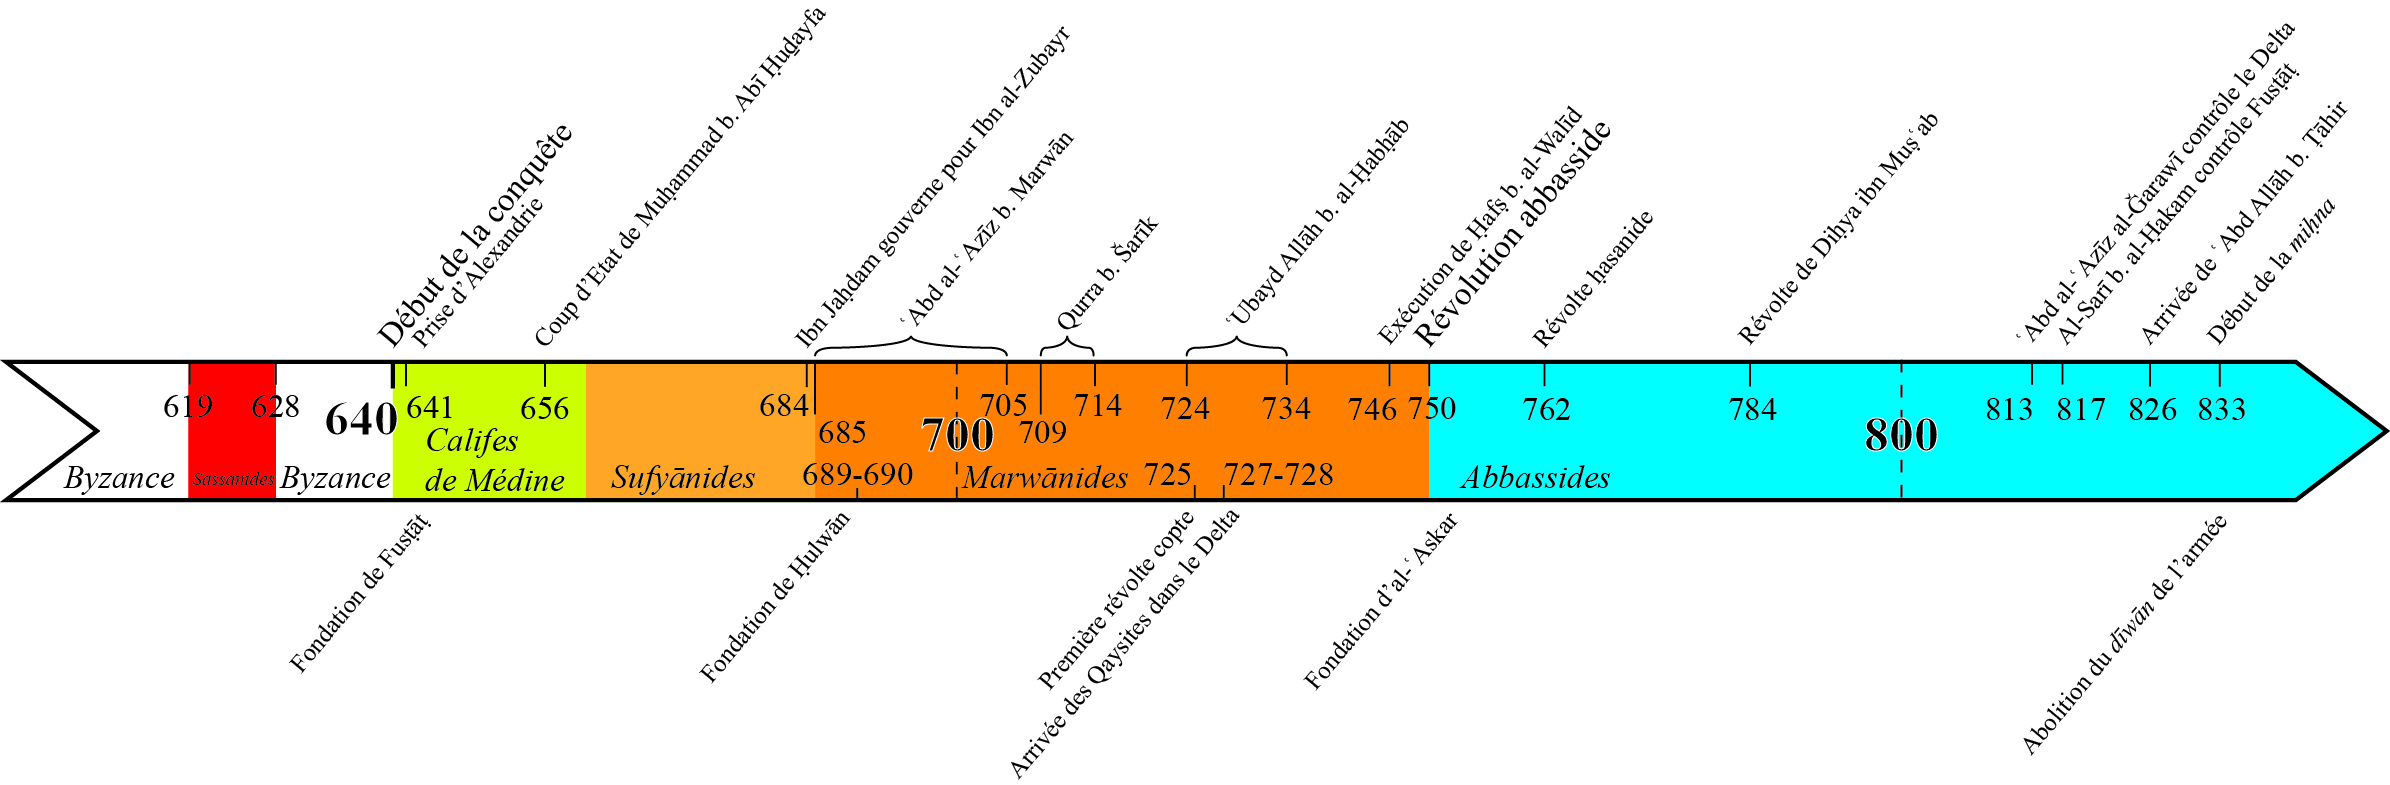 Début de la conquête
Prise d’Alexandrie
Coup d’Etat de Muḥammad b. Abī Ḥuḏayfa
Ibn Jaḥdam gouverne pour Ibn al-Zubayr
ʿAbd al-ʿAzīz b. Marwān
Qurra b. Šarīk
ʿUbayd Allāh b. al-Ḥabḥāb
Exécution de Ḥafṣ b. al-Walīd
Révolution abbasside
Révolte ḥasanide
Révolte de Diḥya ibn Muṣʿab
ʿAbd al-ʿAzīz al-Ǧarawī contrôle le Delta
Al-Sarī b. al-Ḥakam contrôle Fusṭāṭ
Arrivée de ʿAbd Allāh b. Ṭāhir
Début de la miḥna
619
628
640
641
656
684
685
700
705
709
714
724
734
746
750
762
784
800
813
817
826
833
689-690
725
727-728
Byzance
Sassanides
Byzance
Califes
de Médine
Sufyānides
Marwānides
Abbassides
Fondation de Fusṭāṭ
Fondation de Ḥulwān
Première révolte copte
Arrivée des Qaysites dans le Delta
Fondation d’al-ʿAskar
Abolition du dīwān de l’armée